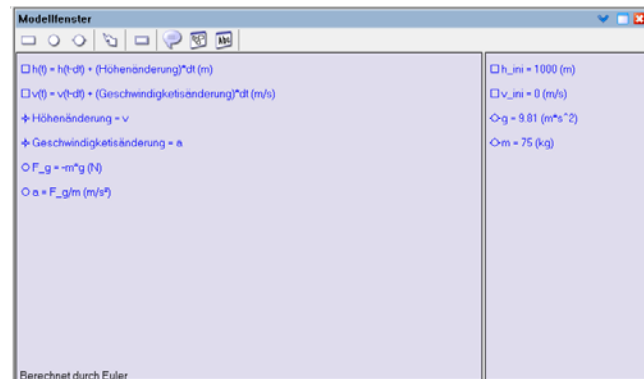 Modellfenster
Abc
h(t) = h(t-dt) + (Höhenänderung)*dt (m)
v(t) = v(t-dt) + (Geschwindigketisänderung)*dt (m/s)
Höhenänderung = v
Geschwindigketisänderung = a
F_g = -m*g (N)
a = F_g/m (m/s²)
Berechnet durch Euler
h_ini = 1000 (m)
v_ini = 0 (m/s)
g = 9.81 (m*s^2)
m = 75 (kg)